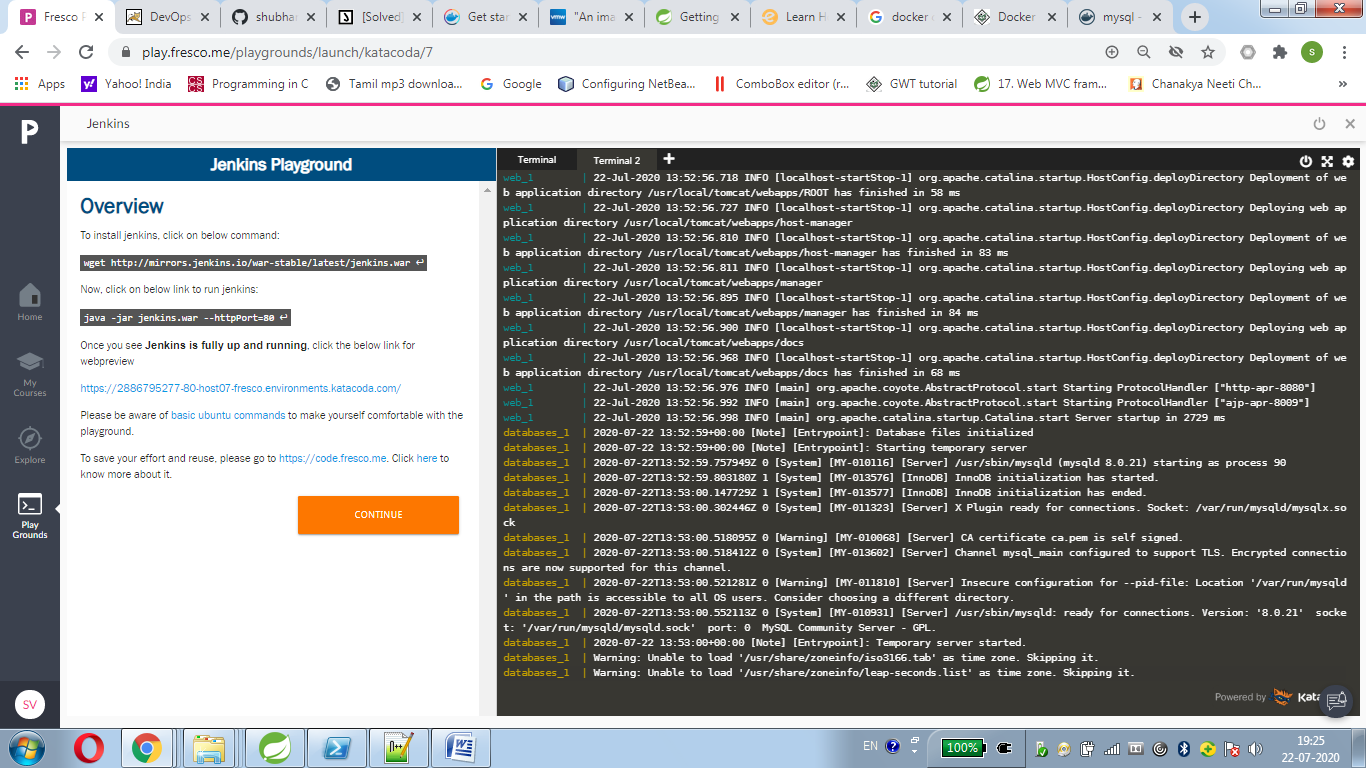 Fresco P
DevOps
shubhar
[Solved]
Get star
"An ima
Getting
Learn H
docker
Docker
mysql -
play.fresco.me/playgrounds/launch/katacoda/7
S
Apps
Yahoo! India
Programming in C
Tamil mp3 downloa...
Google
Configuring NetBea...
ComboBox editor (r...
GWT tutorial
17. Web MVC fram...
Chanakya Neeti Ch...
»
Jenkins
Home
My
Courses
Explore
Play
Grounds
SV
Jenkins Playground
Overview
To install jenkins, click on below command:
wget http://mirrors.jenkins.io/war-stable/latest/jenkins.war ↩
Now, click on below link to run jenkins:
java -jar jenkins.war --httpPort=80 ↩
Once you see Jenkins is fully up and running, click the below link for
webpreview
https://2886795277-80-host07-fresco.environments.katacoda.com/
Please be aware of basic ubuntu commands to make yourself comfortable with the
playground.
To save your effort and reuse, please go to https://code.fresco.me. Click here to
know more about it.
CONTINUE
Terminal
Terminal 2
web_1 | 22-Jul-2020 13:52:56.718 INFO [localhost-startStop-1] org.apache.catalina.startup.HostConfig.deployDirectory Deployment of we
b application directory /usr/local/tomcat/webapps/ROOT has finished in 58 ms
web_1 | 22-Jul-2020 13:52:56.727 INFO [localhost-startStop-1] org.apache.catalina.startup.HostConfig.deployDirectory Deploying web ap
plication directory /usr/local/tomcat/webapps/host-manager
web_1 | 22-Jul-2020 13:52:56.810 INFO [localhost-startStop-1] org.apache.catalina.startup.HostConfig.deployDirectory Deployment of we
b application directory /usr/local/tomcat/webapps/host-manager has finished in 83 ms
web_1 | 22-Jul-2020 13:52:56.811 INFO [localhost-startStop-1] org.apache.catalina.startup.HostConfig.deployDirectory Deploying web ap
plication directory /usr/local/tomcat/webapps/manager
web_1 | 22-Jul-2020 13:52:56.895 INFO [localhost-startStop-1] org.apache.catalina.startup.HostConfig.deployDirectory Deployment of we
b application directory /usr/local/tomcat/webapps/manager has finished in 84 ms
web_1 | 22-Jul-2020 13:52:56.900 INFO [localhost-startStop-1] org.apache.catalina.startup.HostConfig.deployDirectory Deploying web ap
plication directory /usr/local/tomcat/webapps/docs
web_1 | 22-Jul-2020 13:52:56.968 INFO [localhost-startStop-1] org.apache.catalina.startup.HostConfig.deployDirectory Deployment of we
b application directory /usr/local/tomcat/webapps/docs has finished in 68 ms
web_1 | 22-Jul-2020 13:52:56.976 INFO [main] org.apache.coyote.AbstractProtocol.start Starting ProtocolHandler ["http-apr-8080"]
web_1 | 22-Jul-2020 13:52:56.992 INFO [main] org.apache.coyote.AbstractProtocol.start Starting ProtocolHandler ["ajp-apr-8009"]
web_1 | 22-Jul-2020 13:52:56.998 INFO [main] org.apache.catalina.startup.Catalina.start Server startup in 2729 ms
databases_1 | 2020-07-22 13:52:59+00:00 [Note] [Entrypoint]: Database files initialized
databases_1 | 2020-07-22 13:52:59+00:00 [Note] [Entrypoint]: Starting temporary server
databases_1 | 2020-07-22T13:52:59.757949Z 0 [System] [MY-010116] [Server] /usr/sbin/mysqld (mysqld 8.0.21) starting as process 90
databases_1 | 2020-07-22T13:52:59.803180Z 1 [System] [MY-013576] [InnoDB] InnoDB initialization has started.
databases_1 | 2020-07-22T13:53:00.147729Z 1 [System] [MY-013577] [InnoDB] InnoDB initialization has ended.
databases_1 | 2020-07-22T13:53:00.302446Z 0 [System] [MY-011323] [Server] X Plugin ready for connections. Socket: /var/run/mysqld/mysqlx.so
ck
databases_1 | 2020-07-22T13:53:00.518095Z 0 [Warning] [MY-010068] [Server] CA certificate ca.pem is self signed.
databases_1 | 2020-07-22T13:53:00.518412Z 0 [System] [MY-013602] [Server] Channel mysql_main configured to support TLS. Encrypted connectio
ns are now supported for this channel.
databases_1 | 2020-07-22T13:53:00.521281Z 0 [Warning] [MY-011810] [Server] Insecure configuration for --pid-file: Location '/var/run/mysqld
' in the path is accessible to all OS users. Consider choosing a different directory.
databases_1 | 2020-07-22T13:53:00.552113Z 0 [System] [MY-010931] [Server] /usr/sbin/mysqld: ready for connections. Version: '8.0.21' socke
t: '/var/run/mysqld/mysqld.sock' port: 0 MySQL Community Server - GPL.
databases_1 | 2020-07-22 13:53:00+00:00 [Note] [Entrypoint]: Temporary server started.
databases_1 | Warning: Unable to load '/usr/share/zoneinfo/iso3166.tab' as time zone. Skipping it.
databases_1 | Warning: Unable to load '/usr/share/zoneinfo/leap-seconds.list' as time zone. Skipping it.
Powered by Kata
EN
100%
19:25
22-07-2020